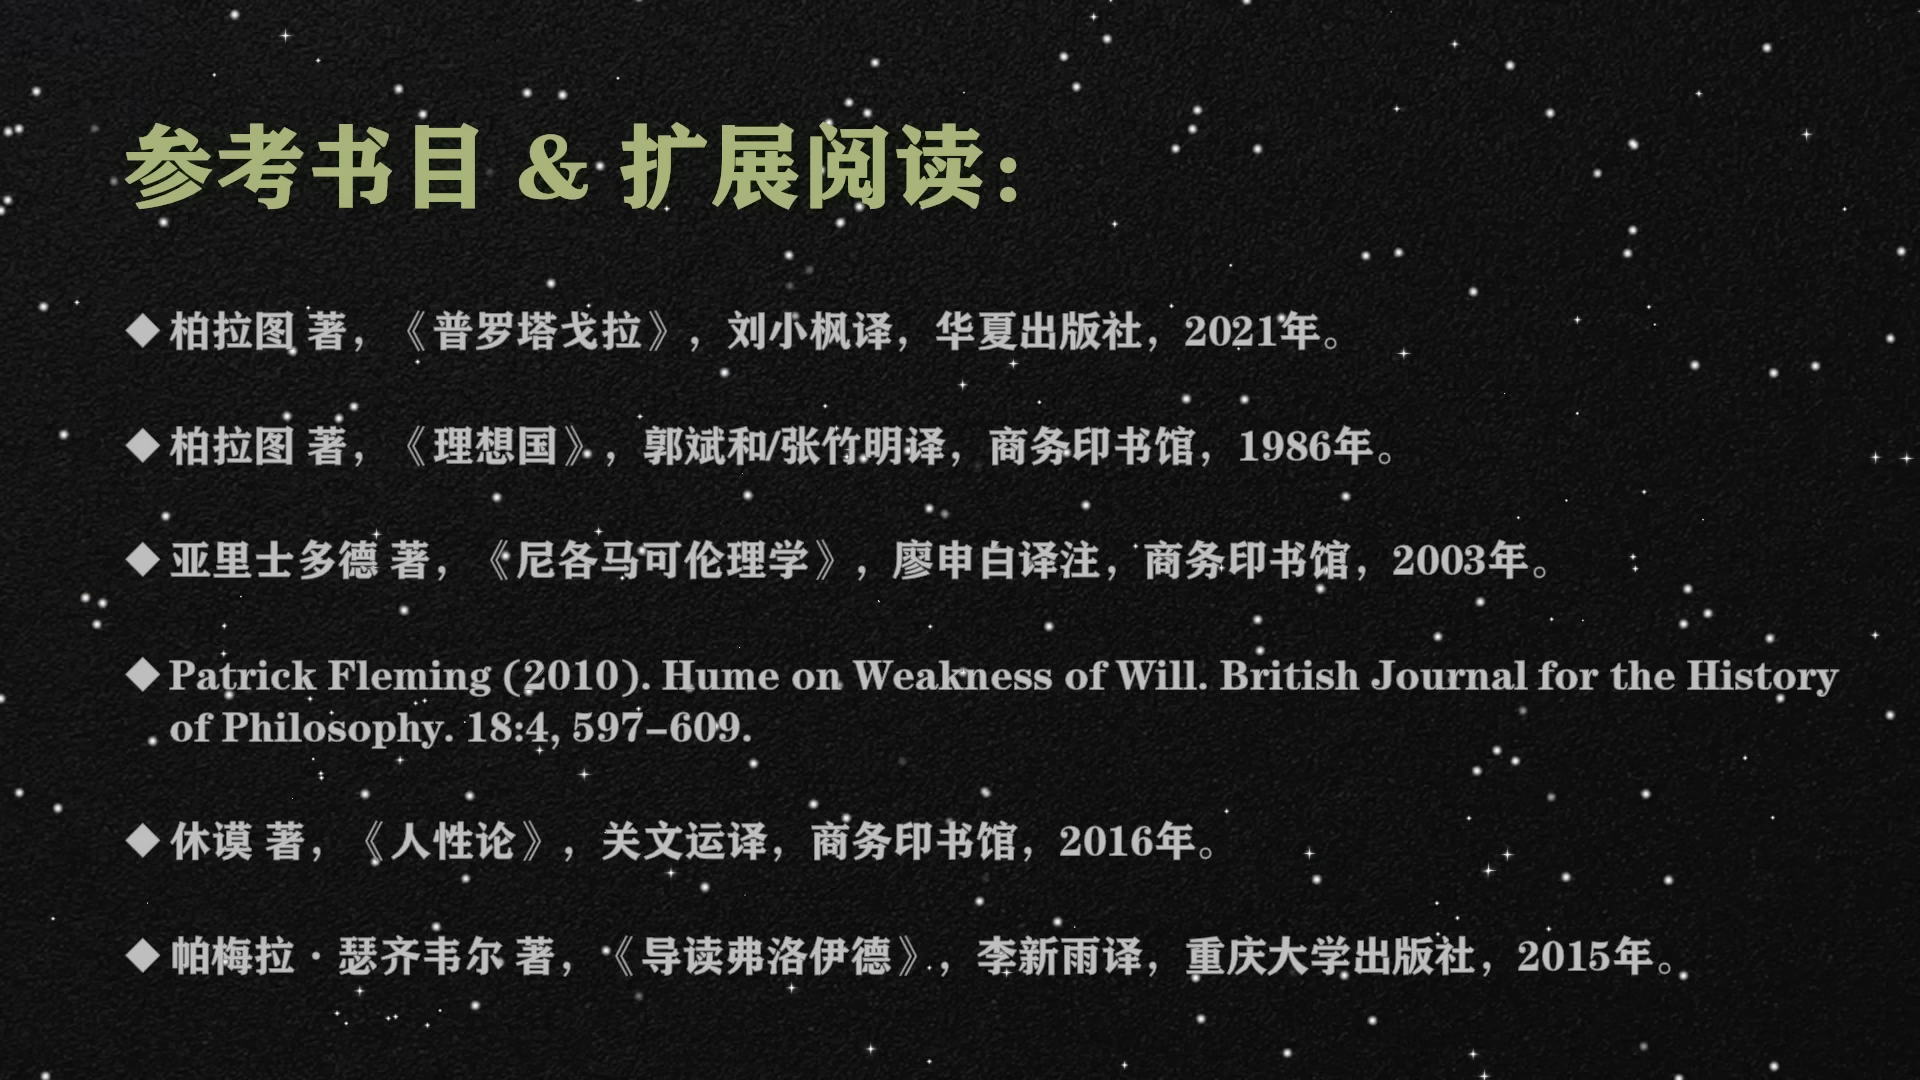 参考书目 & 扩展阅读：
◆柏拉图 著，《普罗塔戈拉》，刘小枫译，华夏出版社，2021年。
◆柏拉图 著，《理想国》，郭斌和/张竹明译，商务印书馆，1986年。
◆亚里士多德 著，《尼各马可伦理学》，廖申白译注，商务印书馆，2003年。
◆Patrick Fleming (2010). Hume on Weakness of Will. British Journal for the History
of Philosophy. 18:4, 597–609.
◆休谟 著，《人性论》，关文运译，商务印书馆，2016年。
◆帕梅拉·瑟齐韦尔 著，《导读弗洛伊德》，李新雨译，重庆大学出版社，2015年。